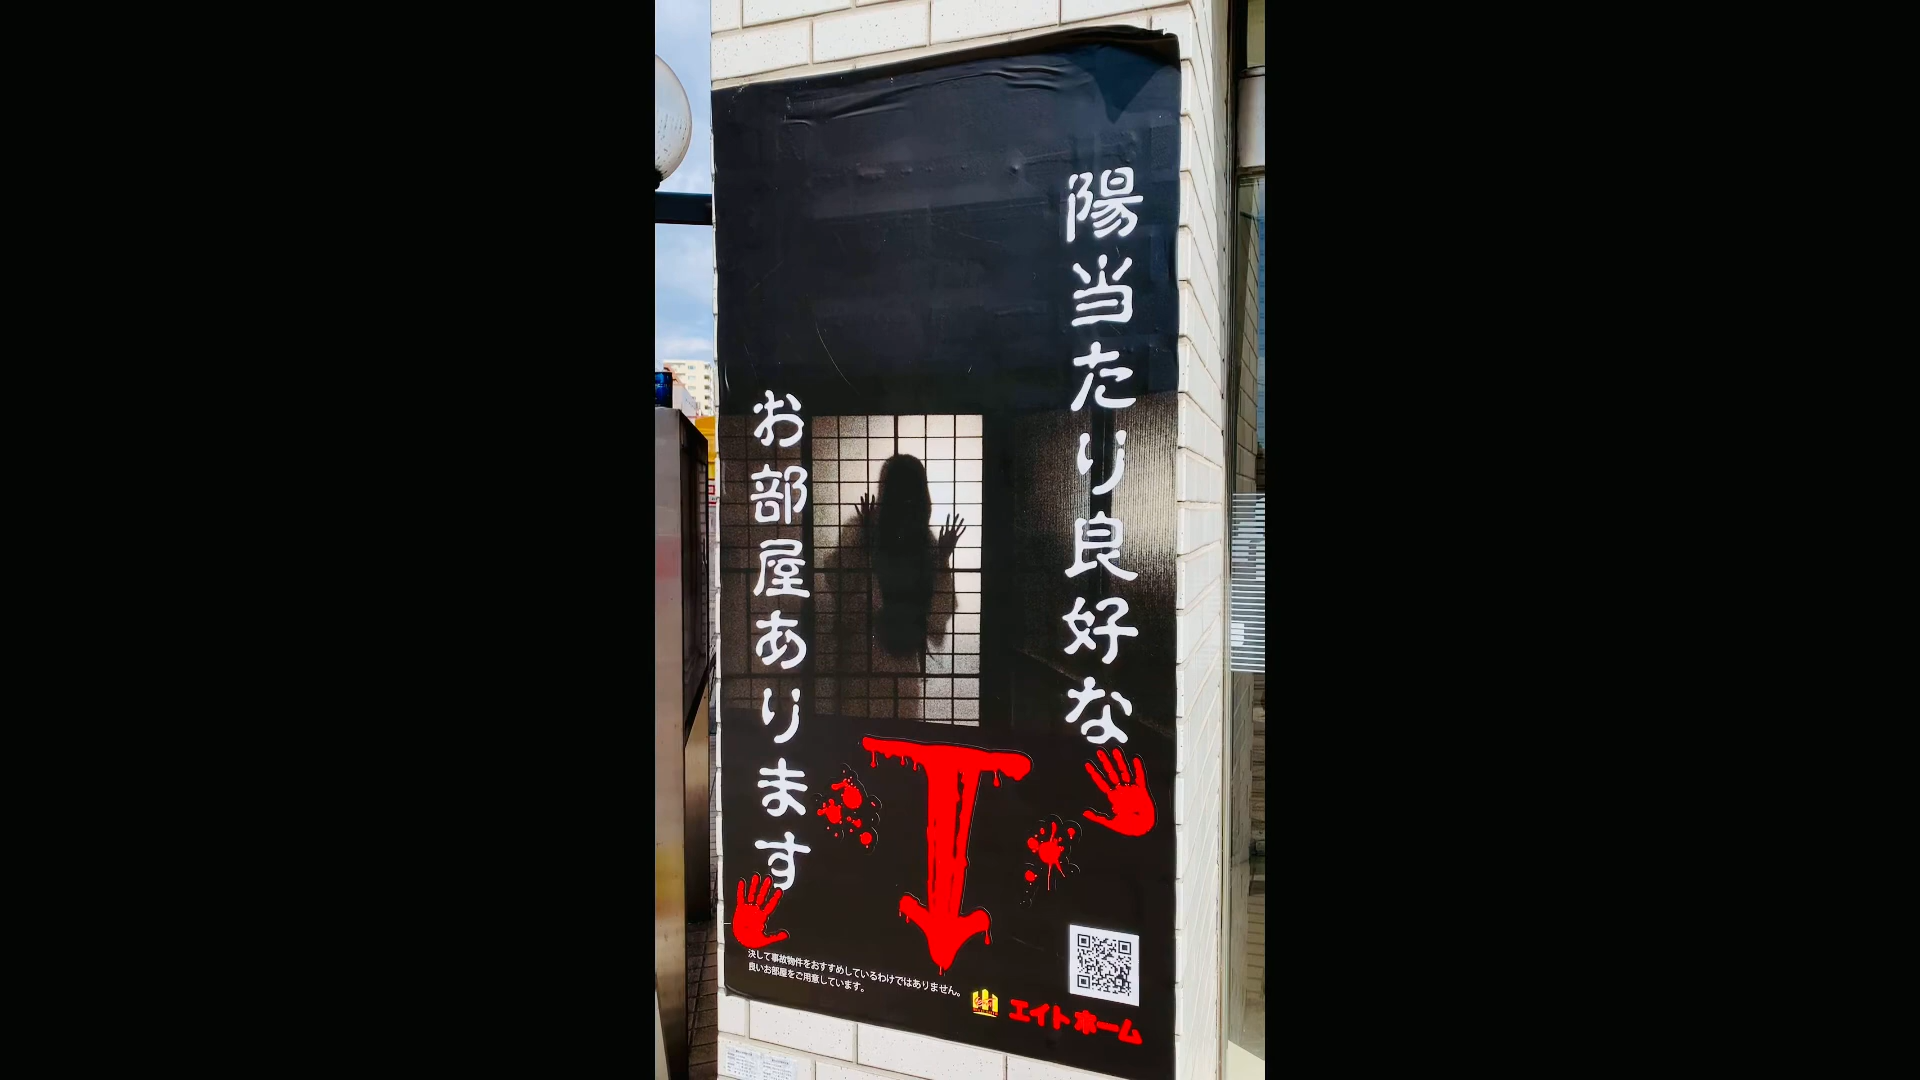 陽当たり良好な
お部屋あります
決して事故物件をおすすめしているわけではありません。
良いお部屋をご用意しています。
エイトホーム